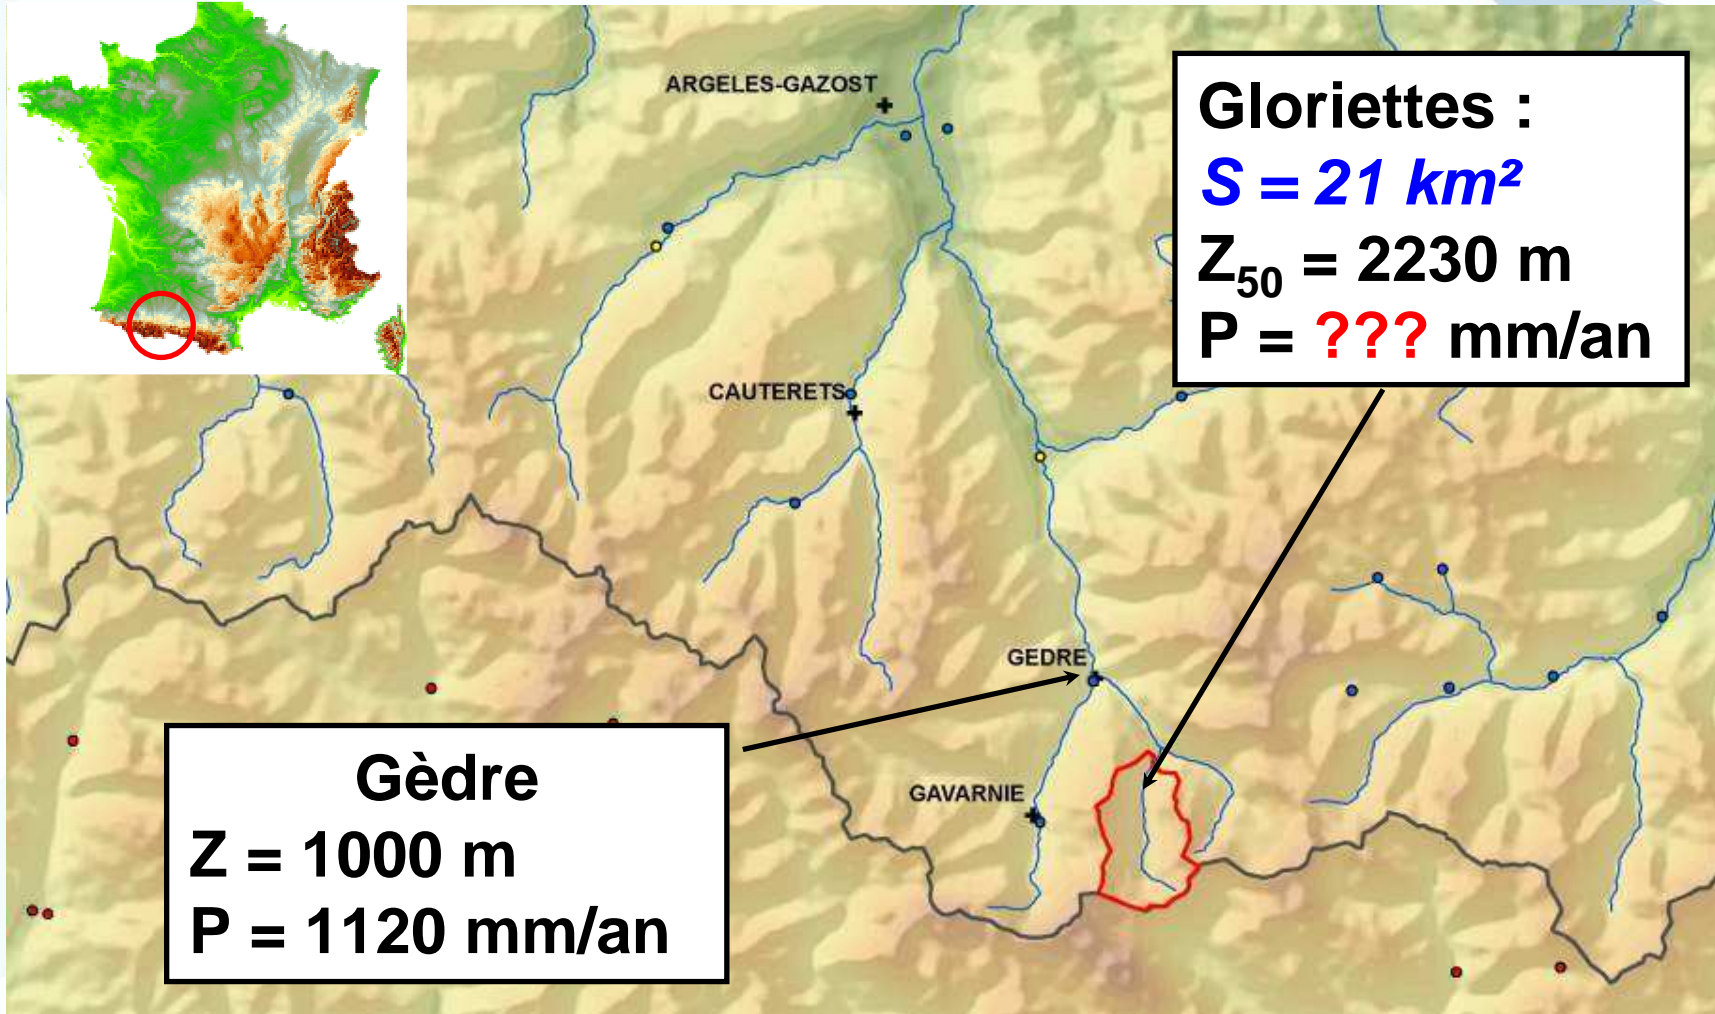 ARGELES-GAZOST
Gloriettes :
S = 21 km²
Z50 = 2230 m
P = ??? mm/an
CAUTERETS
GEDRE
GAVARNIE
Gèdre
Z = 1000 m
P = 1120 mm/an